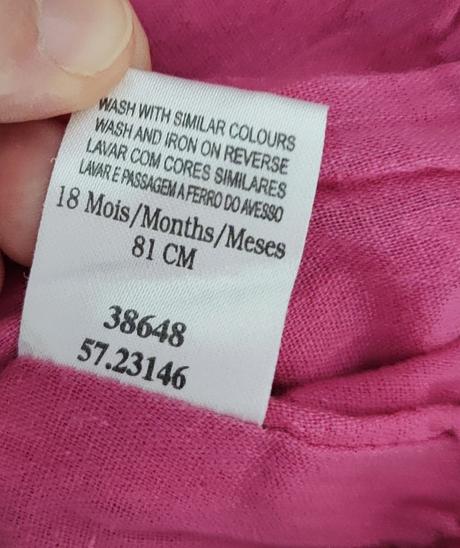 WASH WITH SIMILAR COLOURS
WASH AND IRON ON REVERSE
LAVAR COM CORES SIMILARES
LAVAR E PASSAGEM A FERRO DO AVESSO
18 Mois/Months/Meses
81 CM
38648
57.23146